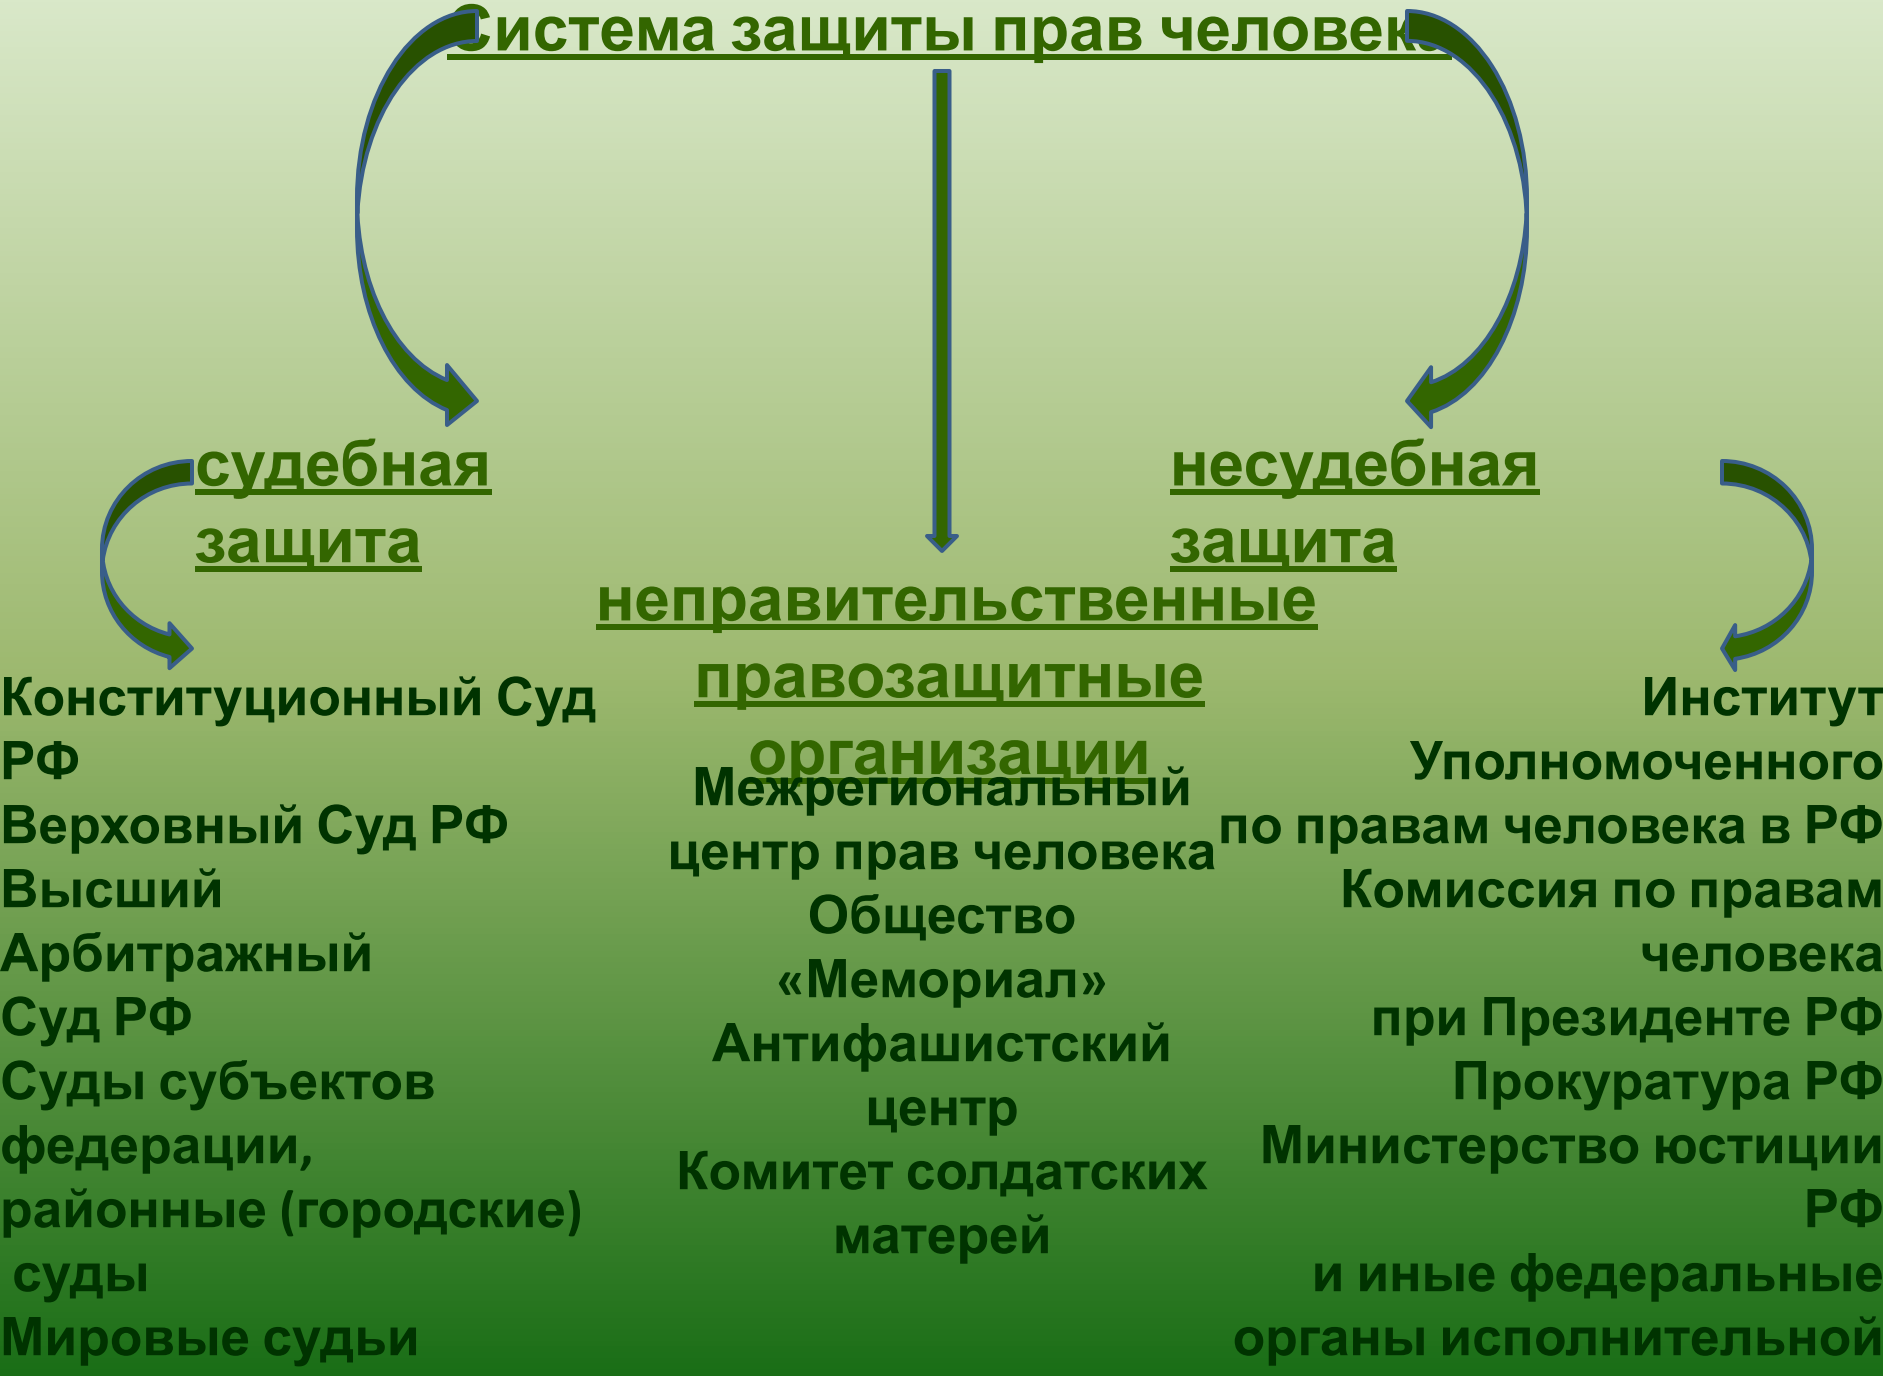 Система защиты прав человека
судебная
защита
несудебная
защита
неправительственные
правозащитные
организации
Конституционный Суд
РФ
Верховный Суд РФ
Высший
Арбитражный
Суд РФ
Суды субъектов
федерации,
районные (городские)
суды
Мировые судьи
Межрегиональный
центр прав человека
Общество
«Мемориал»
Антифашистский
центр
Комитет солдатских
матерей
Институт
Уполномоченного
по правам человека в РФ
Комиссия по правам
человека
при Президенте РФ
Прокуратура РФ
Министерство юстиции
РФ
и иные федеральные
органы исполнительной